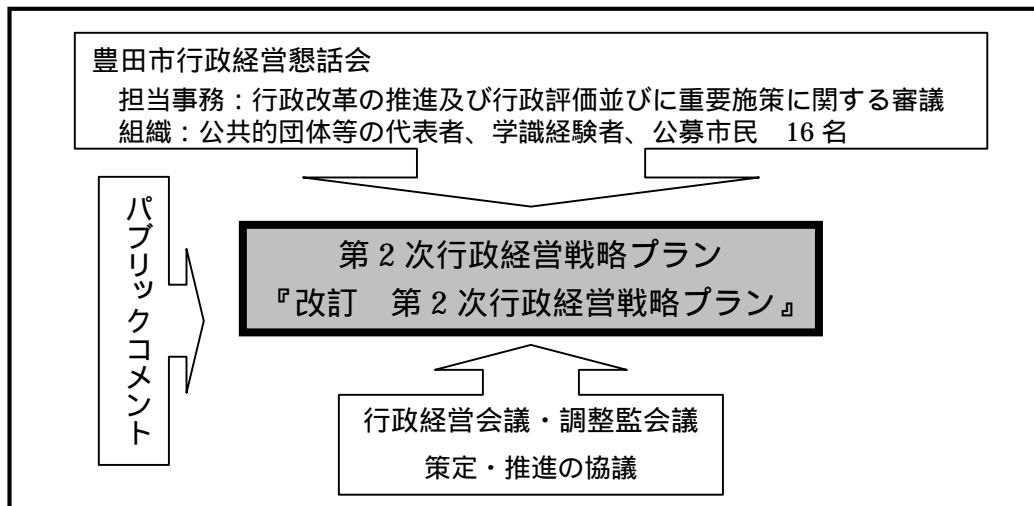 豊田市行政経営懇話会
担当事務：行政改革の推進及び行政評価並びに重要施策に関する審議
組織：公共的団体等の代表者、学識経験者、公募市民　16 名
パブリックコメント
第 2 次行政経営戦略プラン
『改訂　第 2 次行政経営戦略プラン』
行政経営会議・調整監会議
策定・推進の協議